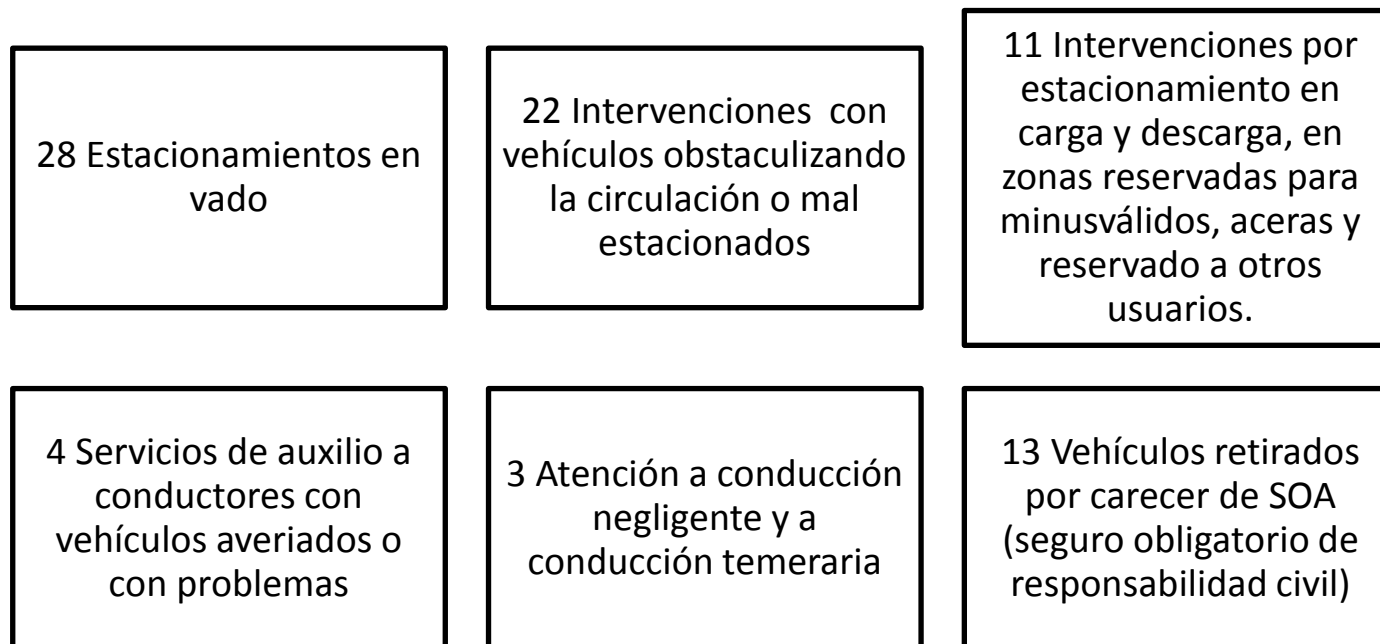 28 Estacionamientos en
vado
22 Intervenciones  con
vehículos obstaculizando
la circulación o mal
estacionados
11 Intervenciones por
estacionamiento en
carga y descarga, en
zonas reservadas para
minusválidos, aceras y
reservado a otros
usuarios.
4 Servicios de auxilio a
conductores con
vehículos averiados o
con problemas
3 Atención a conducción
negligente y a
conducción temeraria
13 Vehículos retirados
por carecer de SOA
(seguro obligatorio de
responsabilidad civil)